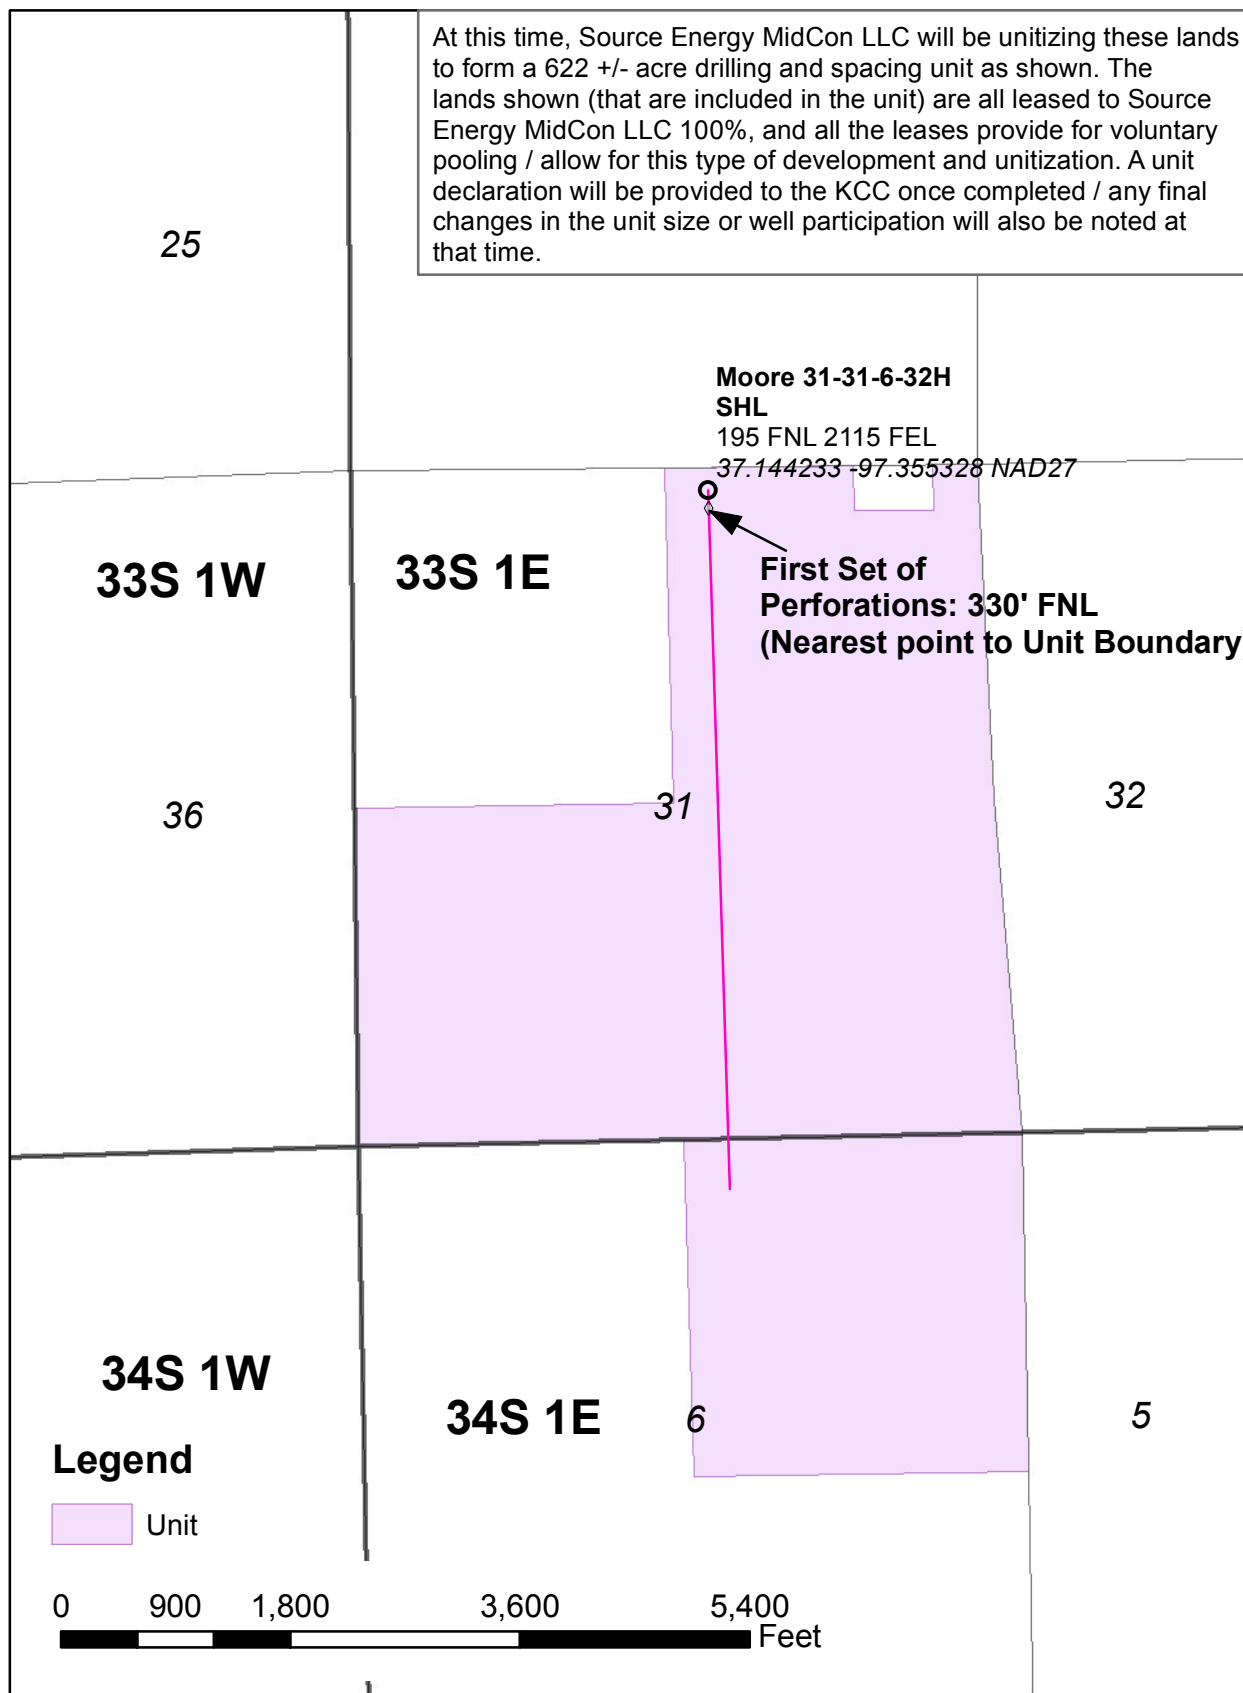 At this time, Source Energy MidCon LLC will be unitizing these lands
to form a 622 +/- acre drilling and spacing unit as shown. The
lands shown (that are included in the unit) are all leased to Source
Energy MidCon LLC 100%, and all the leases provide for voluntary
pooling / allow for this type of development and unitization. A unit
declaration will be provided to the KCC once completed / any final
changes in the unit size or well participation will also be noted at
that time.
25
Moore 31-31-6-32H
SHL
195 FNL 2115 FEL
37.144233 -97.355328 NAD27
33S 1W
33S 1E
First Set of
Perforations: 330' FNL
(Nearest point to Unit Boundary)
36
31
32
34S 1W
34S 1E
6
5
Legend
Unit
0 900 1,800 3,600 5,400
Feet